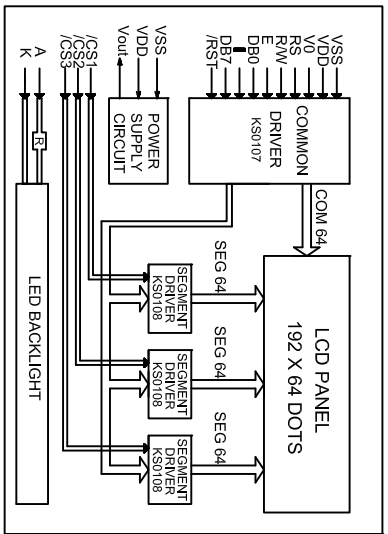 VSS
VDD
V0
RS
R/W
E
DB0
DB7
/RST
COMMON
DRIVER
KS0107
COM 64
LCD PANEL
192 X 64 DOTS
VSS
VDD
Vout
POWER
SUPPLY
CIRCUIT
SEG 64
SEG 64
SEG 64
/CS1
/CS2
/CS3
SEGMENT
DRIVER
KS0108
SEGMENT
DRIVER
KS0108
SEGMENT
DRIVER
KS0108
A
K
R
LED BACKLIGHT